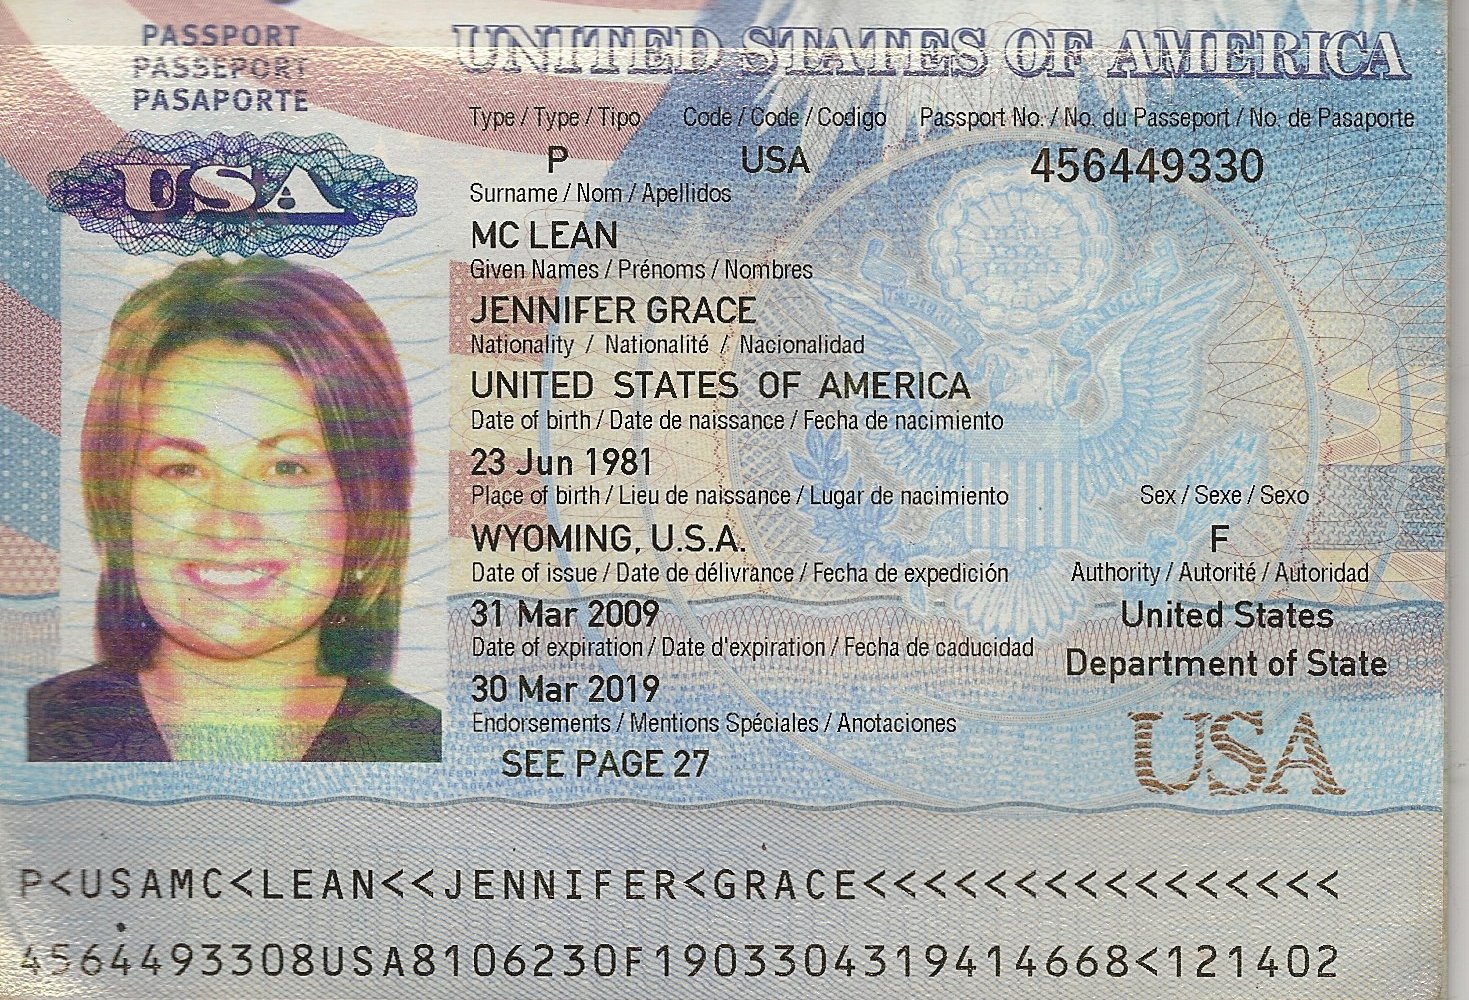 PASSPORT
PASSEPORT
PASAPORTE
USA
UNITED STATES OF AMERICA
Type / Type / Tipo Code / Code / Codigo Passport No. / No. du Passeport / No. de Pasaporte
P USA 456449330
Surname / Nom / Apellidos
MC LEAN
Given Names / Prénoms / Nombres
JENNIFER GRACE
Nationality / Nationalité / Nacionalidad
UNITED STATES OF AMERICA
Date of birth / Date de naissance / Fecha de nacimiento
23 Jun 1981
Place of birth / Lieu de naissance / Lugar de nacimiento Sex / Sexe / Sexo
WYOMING, U.S.A. F
Date of issue / Date de délivrance / Fecha de expedición Authority / Autorité / Autoridad
31 Mar 2009 United States
Date of expiration / Date d'expiration / Fecha de caducidad Department of State
30 Mar 2019
Endorsements / Mentions Spéciales / Anotaciones
SEE PAGE 27
USA
P<USAMC<LEAN<<JENNIFER<GRACE<<<<<<<<<<<<<<<<
4564493308USA8106230F1903304319414668<121402